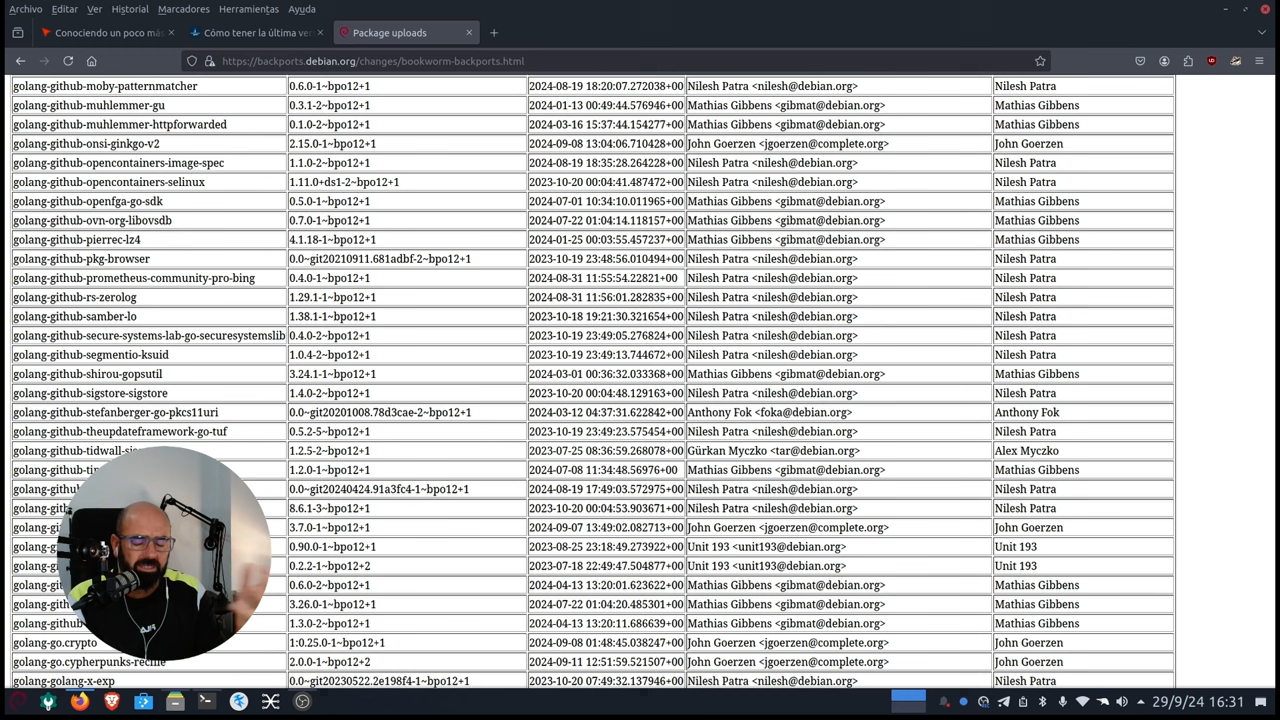 Archivo Editar Ver Historial Marcadores Herramientas Ayuda
Conociendo un poco más
Cómo tener la última ver
Package uploads
https://backports.debian.org/changes/bookworm-backports.html
golang-github-moby-patternmatcher 0.6.0-1~bpo12+1 2024-08-19 18:20:07.272038+00 Nilesh Patra <nilesh@debian.org> Nilesh Patra
golang-github-muhlemmer-gu 0.3.1-2~bpo12+1 2024-01-13 00:49:44.576946+00 Mathias Gibbens <gibmat@debian.org> Mathias Gibbens
golang-github-muhlemmer-httpforwarded 0.1.0-2~bpo12+1 2024-03-16 15:37:44.154277+00 Mathias Gibbens <gibmat@debian.org> Mathias Gibbens
golang-github-onsi-ginkgo-v2 2.15.0-1~bpo12+1 2024-09-08 13:04:06.710428+00 John Goerzen <jgoerzen@complete.org> John Goerzen
golang-github-opencontainers-image-spec 1.1.0-2~bpo12+1 2024-08-19 18:35:28.264228+00 Nilesh Patra <nilesh@debian.org> Nilesh Patra
golang-github-opencontainers-selinux 1.11.0+ds1-2~bpo12+1 2023-10-20 00:04:41.487472+00 Nilesh Patra <nilesh@debian.org> Nilesh Patra
golang-github-openfga-go-sdk 0.5.0-1~bpo12+1 2024-07-01 10:34:10.011965+00 Mathias Gibbens <gibmat@debian.org> Mathias Gibbens
golang-github-ovn-org-libovsdb 0.7.0-1~bpo12+1 2024-07-22 01:04:14.118157+00 Mathias Gibbens <gibmat@debian.org> Mathias Gibbens
golang-github-pierrec-lz4 4.1.18-1~bpo12+1 2024-01-25 00:03:55.457237+00 Mathias Gibbens <gibmat@debian.org> Mathias Gibbens
golang-github-pkg-browser 0.0~git20210911.681adbf-2~bpo12+1 2023-10-19 23:48:56.010494+00 Nilesh Patra <nilesh@debian.org> Nilesh Patra
golang-github-prometheus-community-pro-bing 0.4.0-1~bpo12+1 2024-08-31 11:55:54.22821+00 Nilesh Patra <nilesh@debian.org> Nilesh Patra
golang-github-rs-zerolog 1.29.1-1~bpo12+1 2024-08-31 11:56:01.282835+00 Nilesh Patra <nilesh@debian.org> Nilesh Patra
golang-github-samber-lo 1.38.1-1~bpo12+1 2023-10-18 19:21:30.321654+00 Nilesh Patra <nilesh@debian.org> Nilesh Patra
golang-github-secure-systems-lab-go-securesystemslib 0.4.0-2~bpo12+1 2023-10-19 23:49:05.276824+00 Nilesh Patra <nilesh@debian.org> Nilesh Patra
golang-github-segmentio-ksuid 1.0.4-2~bpo12+1 2023-10-19 23:49:13.744672+00 Nilesh Patra <nilesh@debian.org> Nilesh Patra
golang-github-shirou-gopsutil 3.24.1-1~bpo12+1 2024-03-01 00:36:32.033368+00 Mathias Gibbens <gibmat@debian.org> Mathias Gibbens
golang-github-sigstore-sigstore 1.4.0-2~bpo12+1 2023-10-20 00:04:48.129163+00 Nilesh Patra <nilesh@debian.org> Nilesh Patra
golang-github-stefanberger-go-pkcs11uri 0.0~git20201008.78d3cae-2~bpo12+1 2024-03-12 04:37:31.622842+00 Anthony Fok <foka@debian.org> Anthony Fok
golang-github-theupdateframework-go-tuf 0.5.2-5~bpo12+1 2023-10-19 23:49:23.575454+00 Nilesh Patra <nilesh@debian.org> Nilesh Patra
golang-github-tidwall- 1.2.5-2~bpo12+1 2023-07-25 08:36:59.268078+00 Gürkan Myczko <tar@debian.org> Alex Myczko
golang-github- 1.2.0-1~bpo12+1 2024-07-08 11:34:48.56976+00 Mathias Gibbens <gibmat@debian.org> Mathias Gibbens
golang-github 0.0~git20240424.91a3fc4-1~bpo12+1 2024-08-19 17:49:03.572975+00 Nilesh Patra <nilesh@debian.org> Nilesh Patra
golang-gith 8.6.1-3~bpo12+1 2023-10-20 00:04:53.903671+00 Nilesh Patra <nilesh@debian.org> Nilesh Patra
golang-gi 3.7.0-1~bpo12+1 2024-09-07 13:49:02.082713+00 John Goerzen <jgoerzen@complete.org> John Goerzen
golang-g 0.90.0-1~bpo12+1 2023-08-25 23:18:49.273922+00 Unit 193 <unit193@debian.org> Unit 193
golang-g 0.2.2-1~bpo12+2 2023-07-18 22:49:47.504877+00 Unit 193 <unit193@debian.org> Unit 193
golang-g 0.6.0-2~bpo12+1 2024-04-13 13:20:01.623622+00 Mathias Gibbens <gibmat@debian.org> Mathias Gibbens
golang-g 3.26.0-1~bpo12+1 2024-07-22 01:04:20.485301+00 Mathias Gibbens <gibmat@debian.org> Mathias Gibbens
golang-gith 1.3.0-2~bpo12+1 2024-04-13 13:20:11.686639+00 Mathias Gibbens <gibmat@debian.org> Mathias Gibbens
golang-go.crypto 1:0.25.0-1~bpo12+1 2024-09-08 01:48:45.038247+00 John Goerzen <jgoerzen@complete.org> John Goerzen
golang-go.cypherpunks-recfile 2.0.0-1~bpo12+2 2024-09-11 12:51:59.521507+00 John Goerzen <jgoerzen@complete.org> John Goerzen
golang-golang-x-exp 0.0~git20230522.2e198f4-1~bpo12+1 2023-10-20 07:49:32.137946+00 Nilesh Patra <nilesh@debian.org> Nilesh Patra
29/9/24 16:31